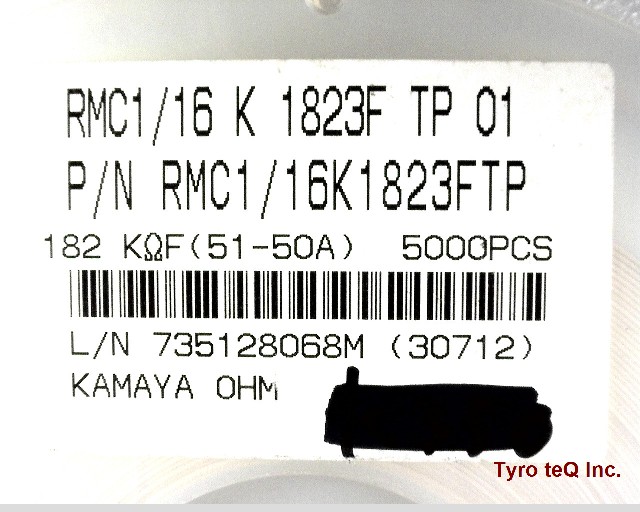 RMC1/16 K 1823F TP 01
P/N RMC1/16K1823FTP
182 KΩF(51-50A) 5000PCS
L/N 735128068M (30712)
KAMAYA OHM
Tyro teQ Inc.